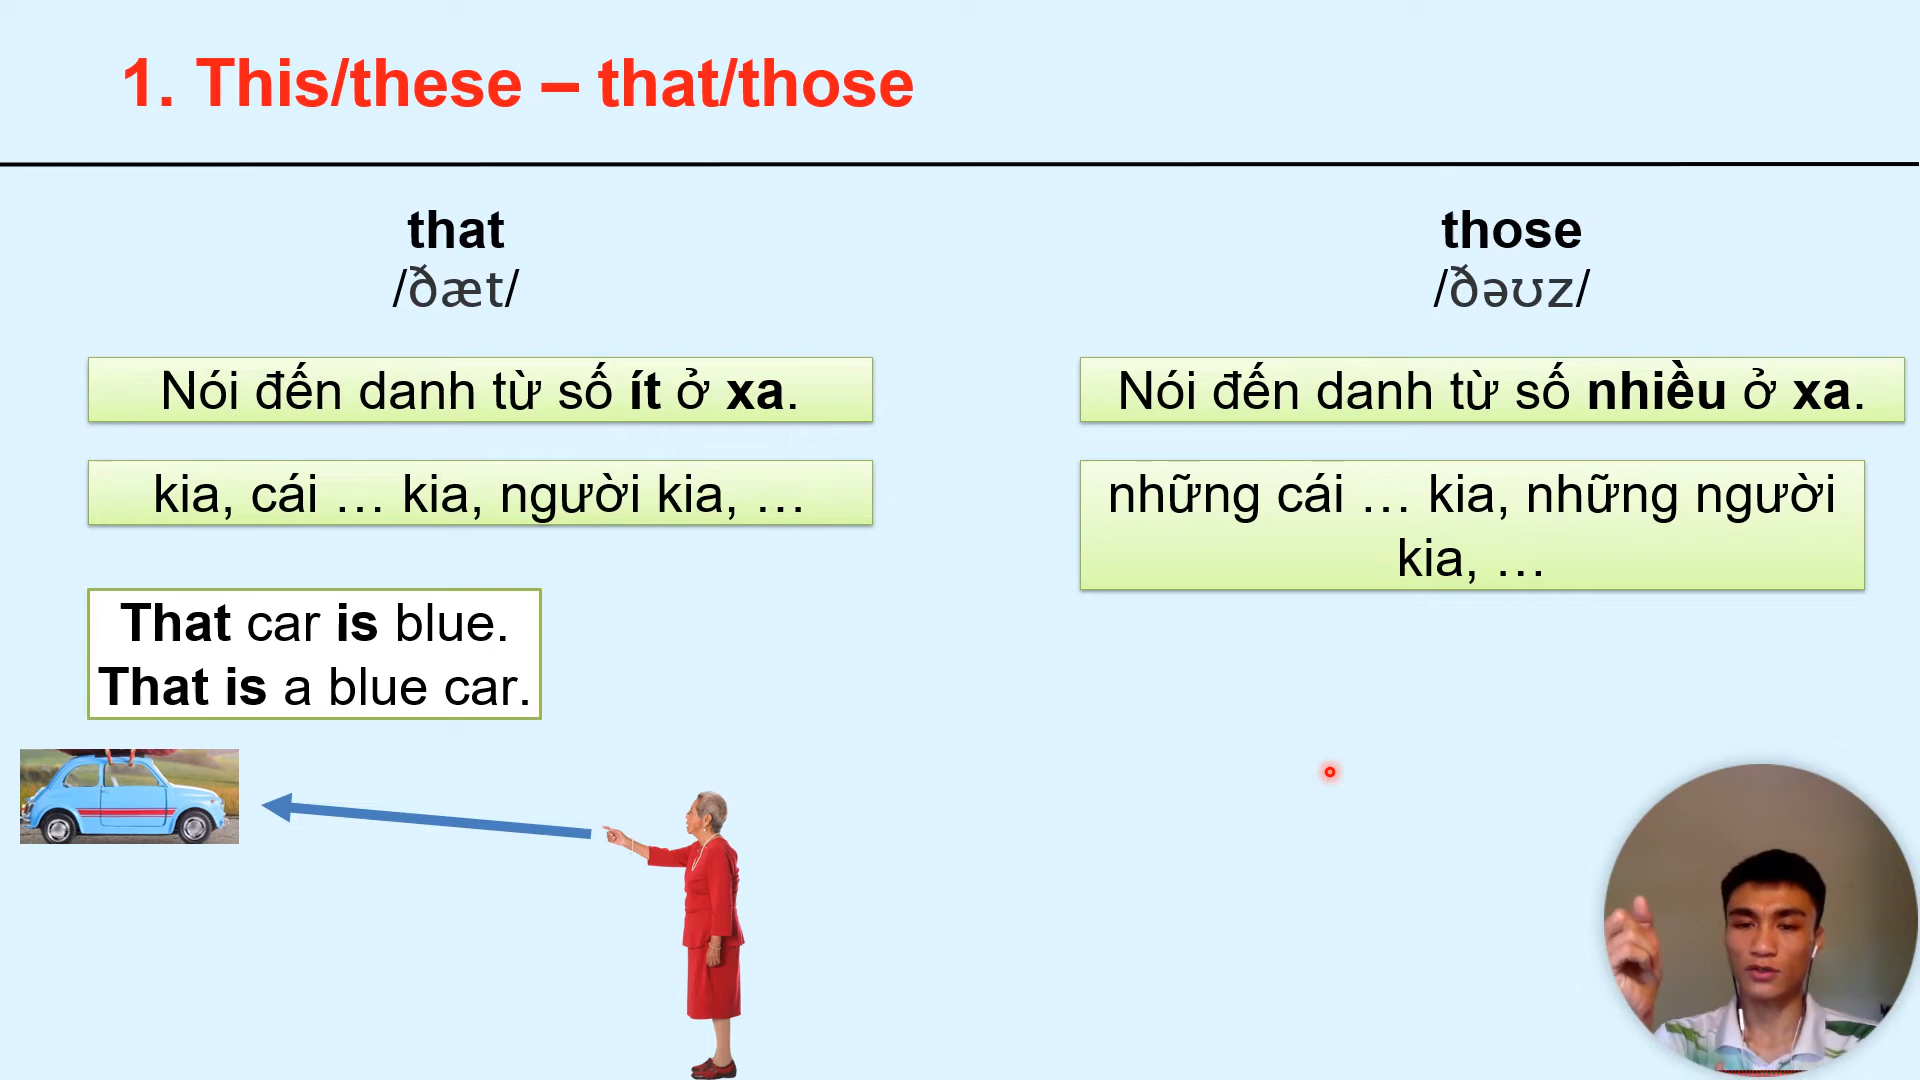 1. This/these – that/those
that
/ðæt/
Nói đến danh từ số ít ở xa.
kia, cái … kia, người kia, …
That car is blue.
That is a blue car.
those
/ðəʊz/
Nói đến danh từ số nhiều ở xa.
những cái … kia, những người
kia, …